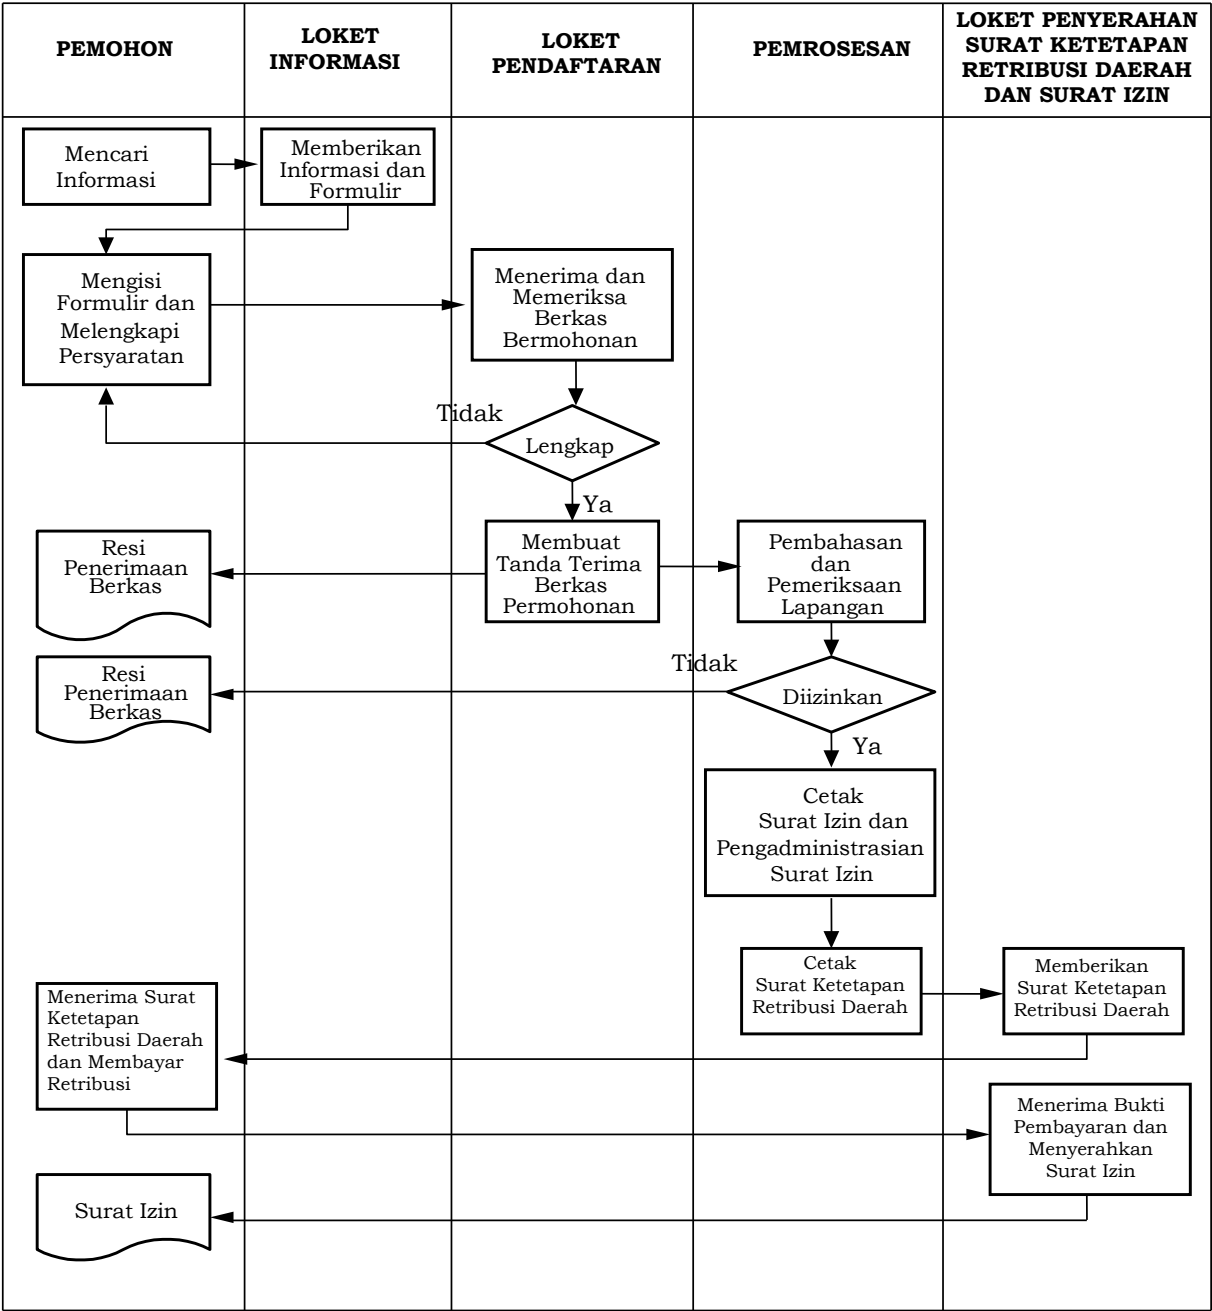 PEMOHON
LOKET
INFORMASI
LOKET
PENDAFTARAN
PEMROSESAN
LOKET PENYERAHAN
SURAT KETETAPAN
RETRIBUSI DAERAH
DAN SURAT IZIN
Mencari
Informasi
Memberikan
Informasi dan
Formulir
Mengisi
Formulir dan
Melengkapi
Persyaratan
Menerima dan
Memeriksa
Berkas
Bermohonan
Tidak
Lengkap
Ya
Resi
Penerimaan
Berkas
Membuat
Tanda Terima
Berkas
Permohonan
Pembahasan
dan
Pemeriksaan
Lapangan
Tidak
Resi
Penerimaan
Berkas
Diizinkan
Ya
Cetak
Surat Izin dan
Pengadministrasian
Surat Izin
Cetak
Surat Ketetapan
Retribusi Daerah
Memberikan
Surat Ketetapan
Retribusi Daerah
Menerima Surat
Ketetapan
Retribusi Daerah
dan Membayar
Retribusi
Menerima Bukti
Pembayaran dan
Menyerahkan
Surat Izin
Surat Izin